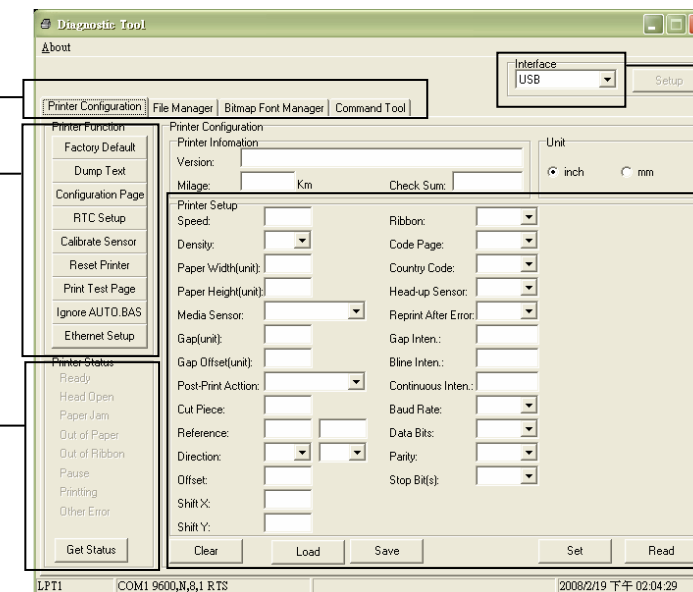 Diagnostic Tool
About
Interface
USB
Setup
Printer Configuration File Manager Bitmap Font Manager Command Tool
Printer Function
Factory Default
Dump Text
Configuration Page
RTC Setup
Calibrate Sensor
Reset Printer
Print Test Page
Ignore AUTO.BAS
Ethernet Setup
Printer Status
Ready
Head Open
Paper Jam
Out of Paper
Out of Ribbon
Pause
Printting
Other Error
Get Status
Printer Configuration
Printer Infomation
Version:
Milage: Km Check Sum:
Unit
inch mm
Printer Setup
Speed: Ribbon:
Density: Code Page:
Paper Width(unit): Country Code:
Paper Height(unit): Head-up Sensor:
Media Sensor: Reprint After Error:
Gap(unit): Gap Inten.:
Gap Offset(unit): Bline Inten.:
Post-Print Acttion: Continuous Inten.:
Cut Piece: Baud Rate:
Reference: Data Bits:
Direction: Parity:
Offset: Stop Bit(s):
Shift X:
Shift Y:
Clear Load Save Set Read
LPT1 COM1 9600,N,8,1 RTS 2008/2/19 下午 02:04:29